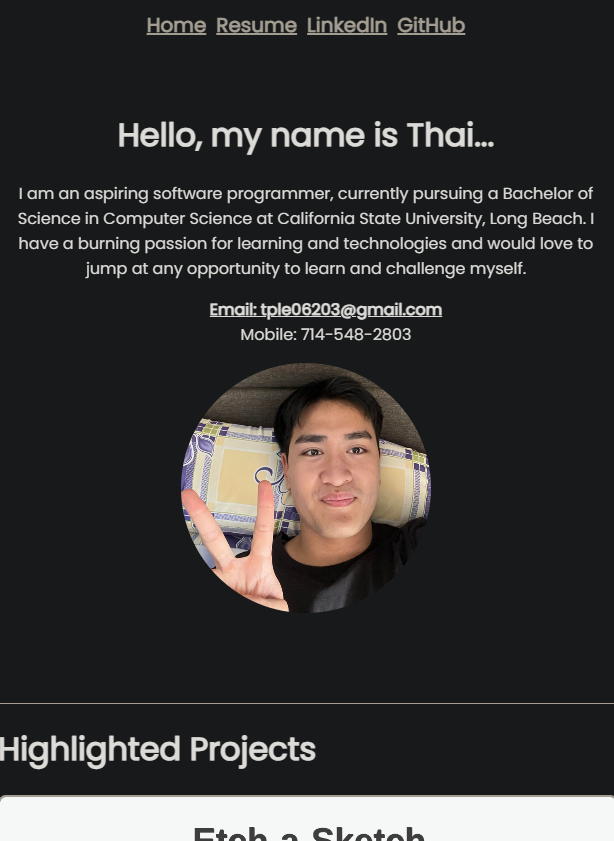 Home Resume LinkedIn GitHub
Hello, my name is Thai...
I am an aspiring software programmer, currently pursuing a Bachelor of
Science in Computer Science at California State University, Long Beach. I
have a burning passion for learning and technologies and would love to
jump at any opportunity to learn and challenge myself.
Email: tple06203@gmail.com
Mobile: 714-548-2803
Highlighted Projects
Etch-a-Sketch